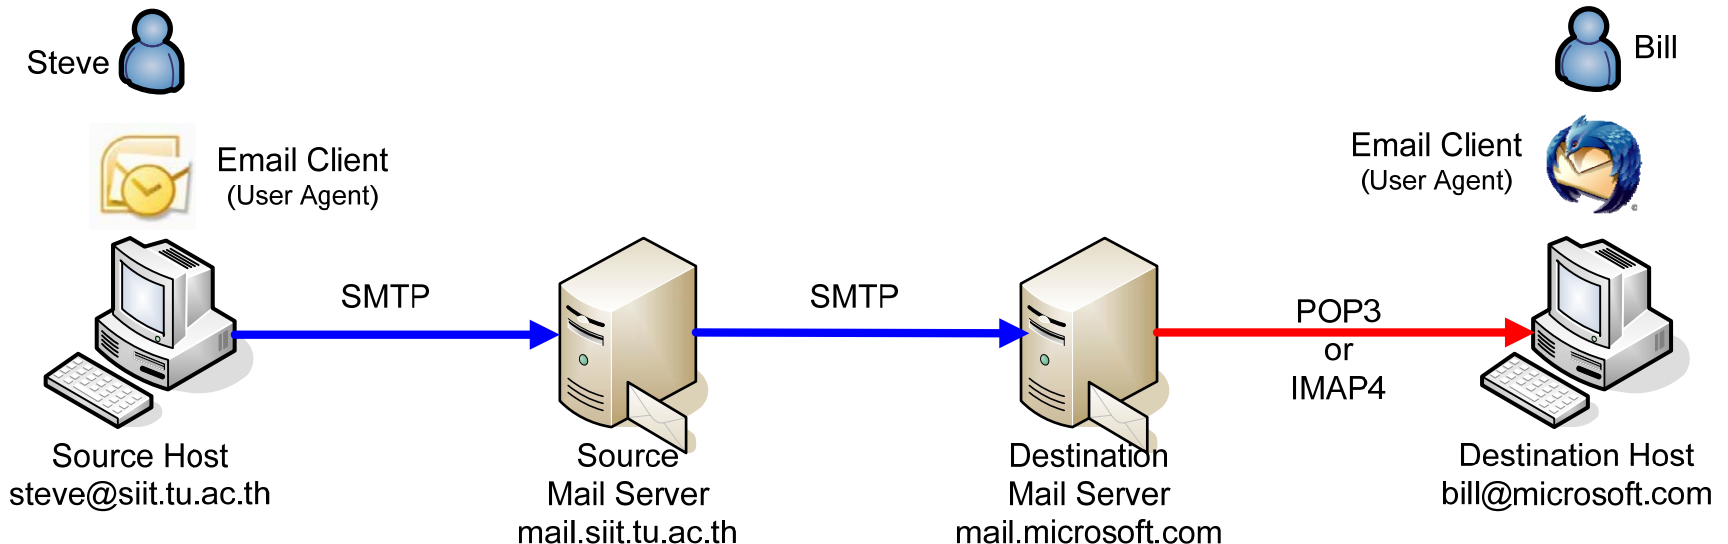 Steve
Bill
Email Client
(User Agent)
Email Client
(User Agent)
SMTP
SMTP
POP3
or
IMAP4
Source Host
steve@siit.tu.ac.th
Source
Mail Server
mail.siit.tu.ac.th
Destination
Mail Server
mail.microsoft.com
Destination Host
bill@microsoft.com